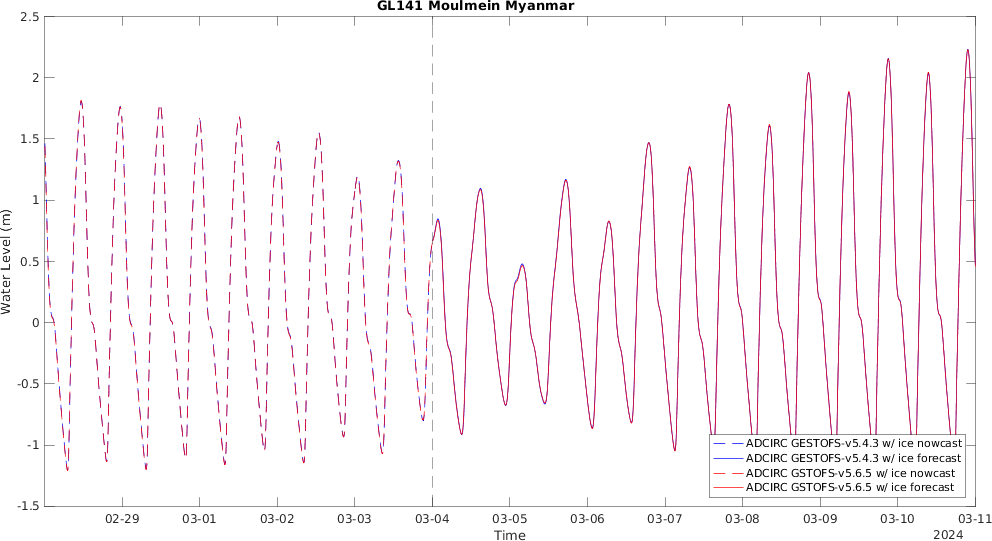 GL141 Moulmein Myanmar
2.5
2
1.5
1
0.5
0
-0.5
-1
-1.5
Water Level (m)
ADCIRC GESTOFS-v5.4.3 w/ ice nowcast
ADCIRC GESTOFS-v5.4.3 w/ ice forecast
ADCIRC GSTOFS-v5.6.5 w/ ice nowcast
ADCIRC GSTOFS-v5.6.5 w/ ice forecast
02-29 03-01 03-02 03-03 03-04 03-05 03-06 03-07 03-08 03-09 03-10 03-11
Time
2024